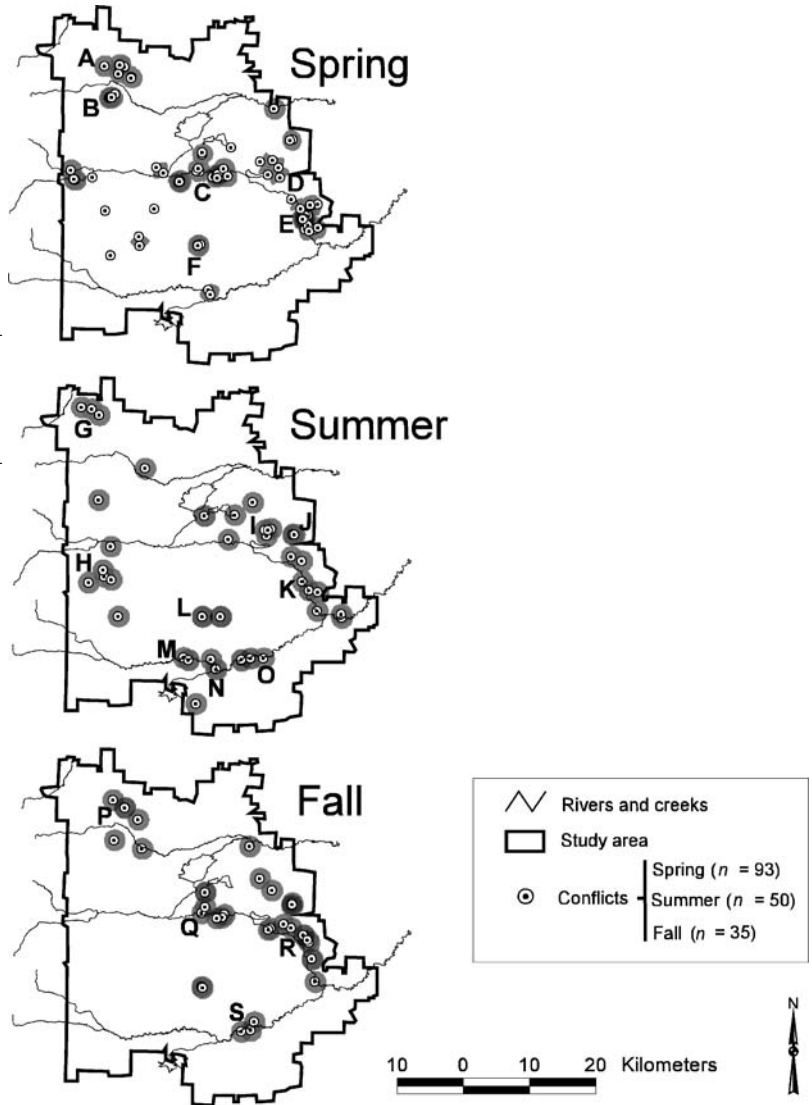 Spring
A
B
C
D
E
F
Summer
G
H
I
J
K
L
M
N
O
Fall
P
Q
R
S
Rivers and creeks
Study area
Conflicts
Spring (n = 93)
Summer (n = 50)
Fall (n = 35)
N
10 0 10 20 Kilometers